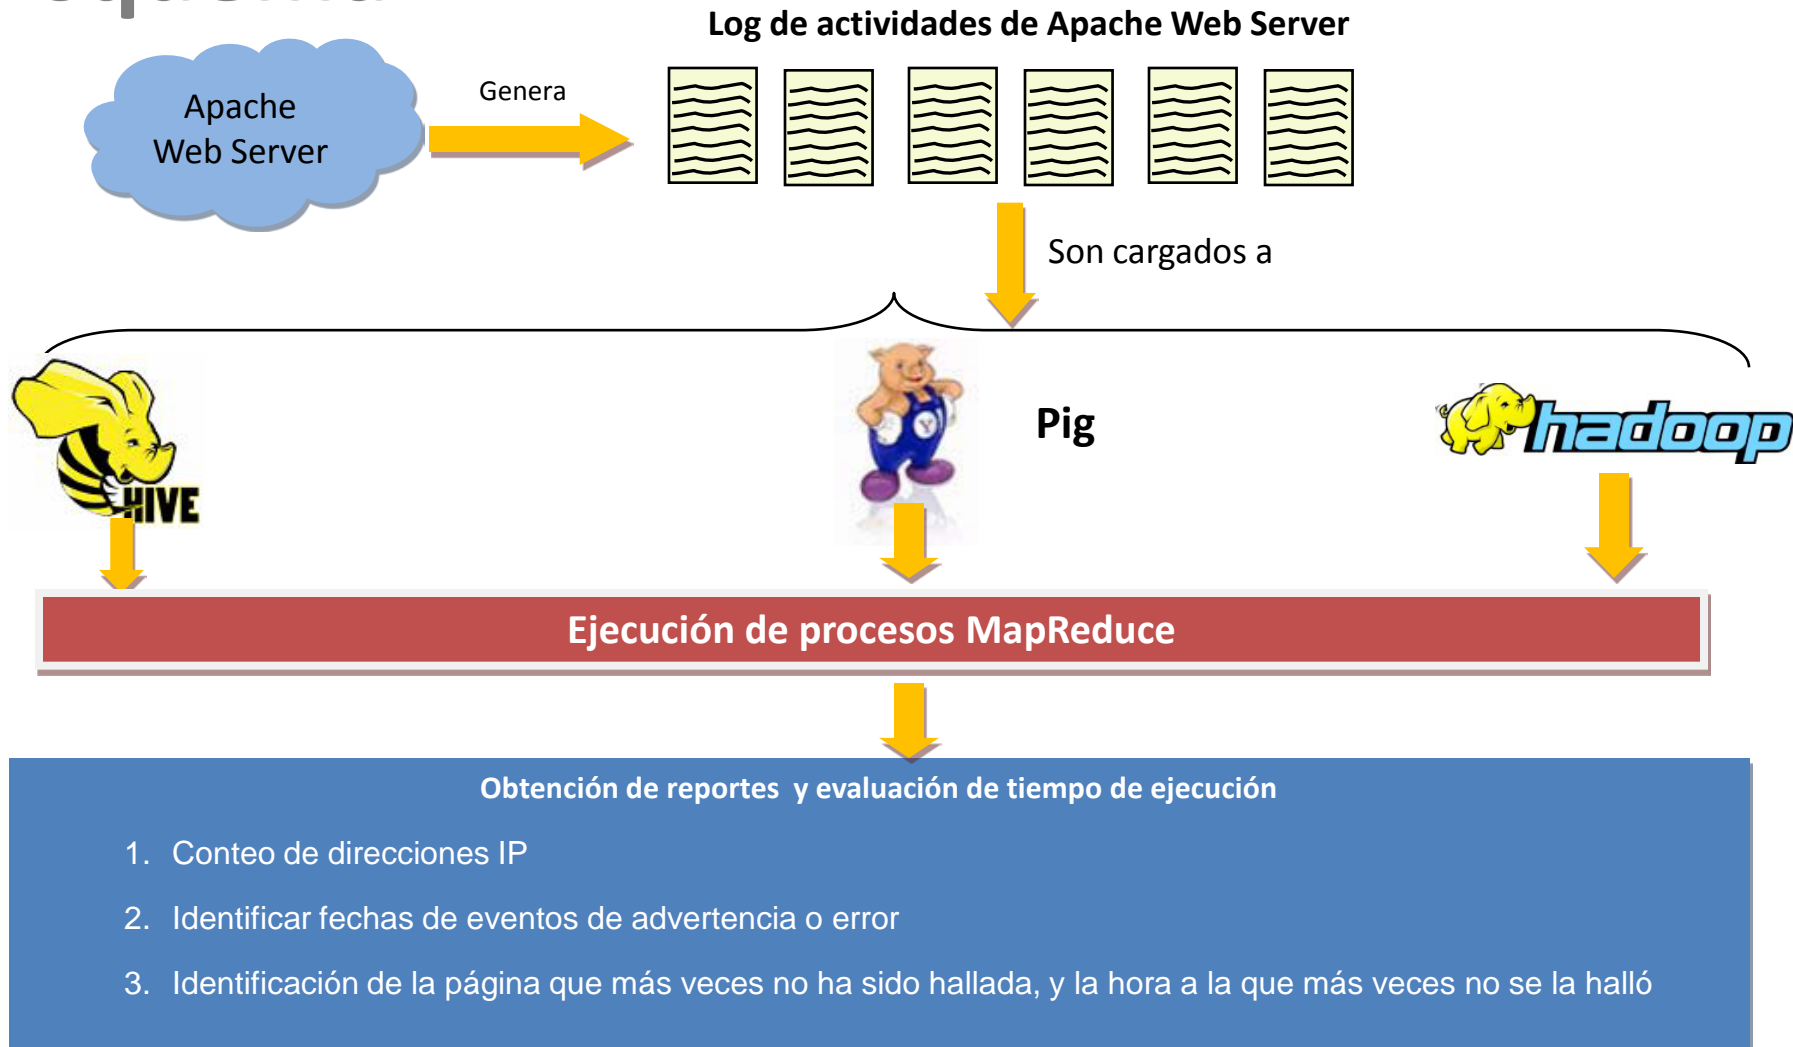 Log de actividades de Apache Web Server
Apache
Web Server
Genera
Son cargados a
HIVE
Y
Pig
hadoop
Ejecución de procesos MapReduce
Obtención de reportes y evaluación de tiempo de ejecución
1. Conteo de direcciones IP
2. Identificar fechas de eventos de advertencia o error
3. Identificación de la página que más veces no ha sido hallada, y la hora a la que más veces no se la halló